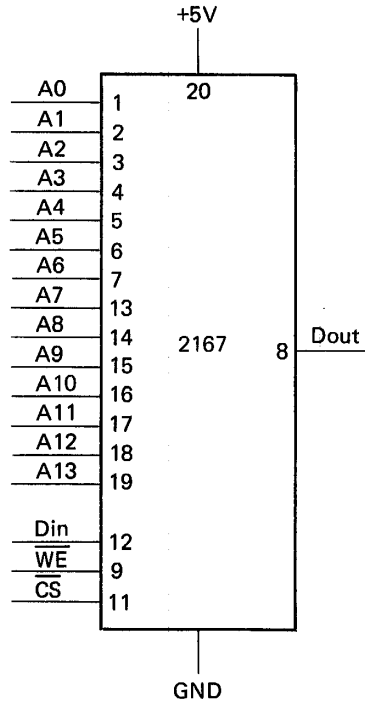 +5V
20
A0 1
A1 2
A2 3
A3 4
A4 5
A5 6
A6 7
A7 13
A8 14
2167 8 Dout
A9 15
A10 16
A11 17
A12 18
A13 19
Din 12
WE 9
CS 11
GND